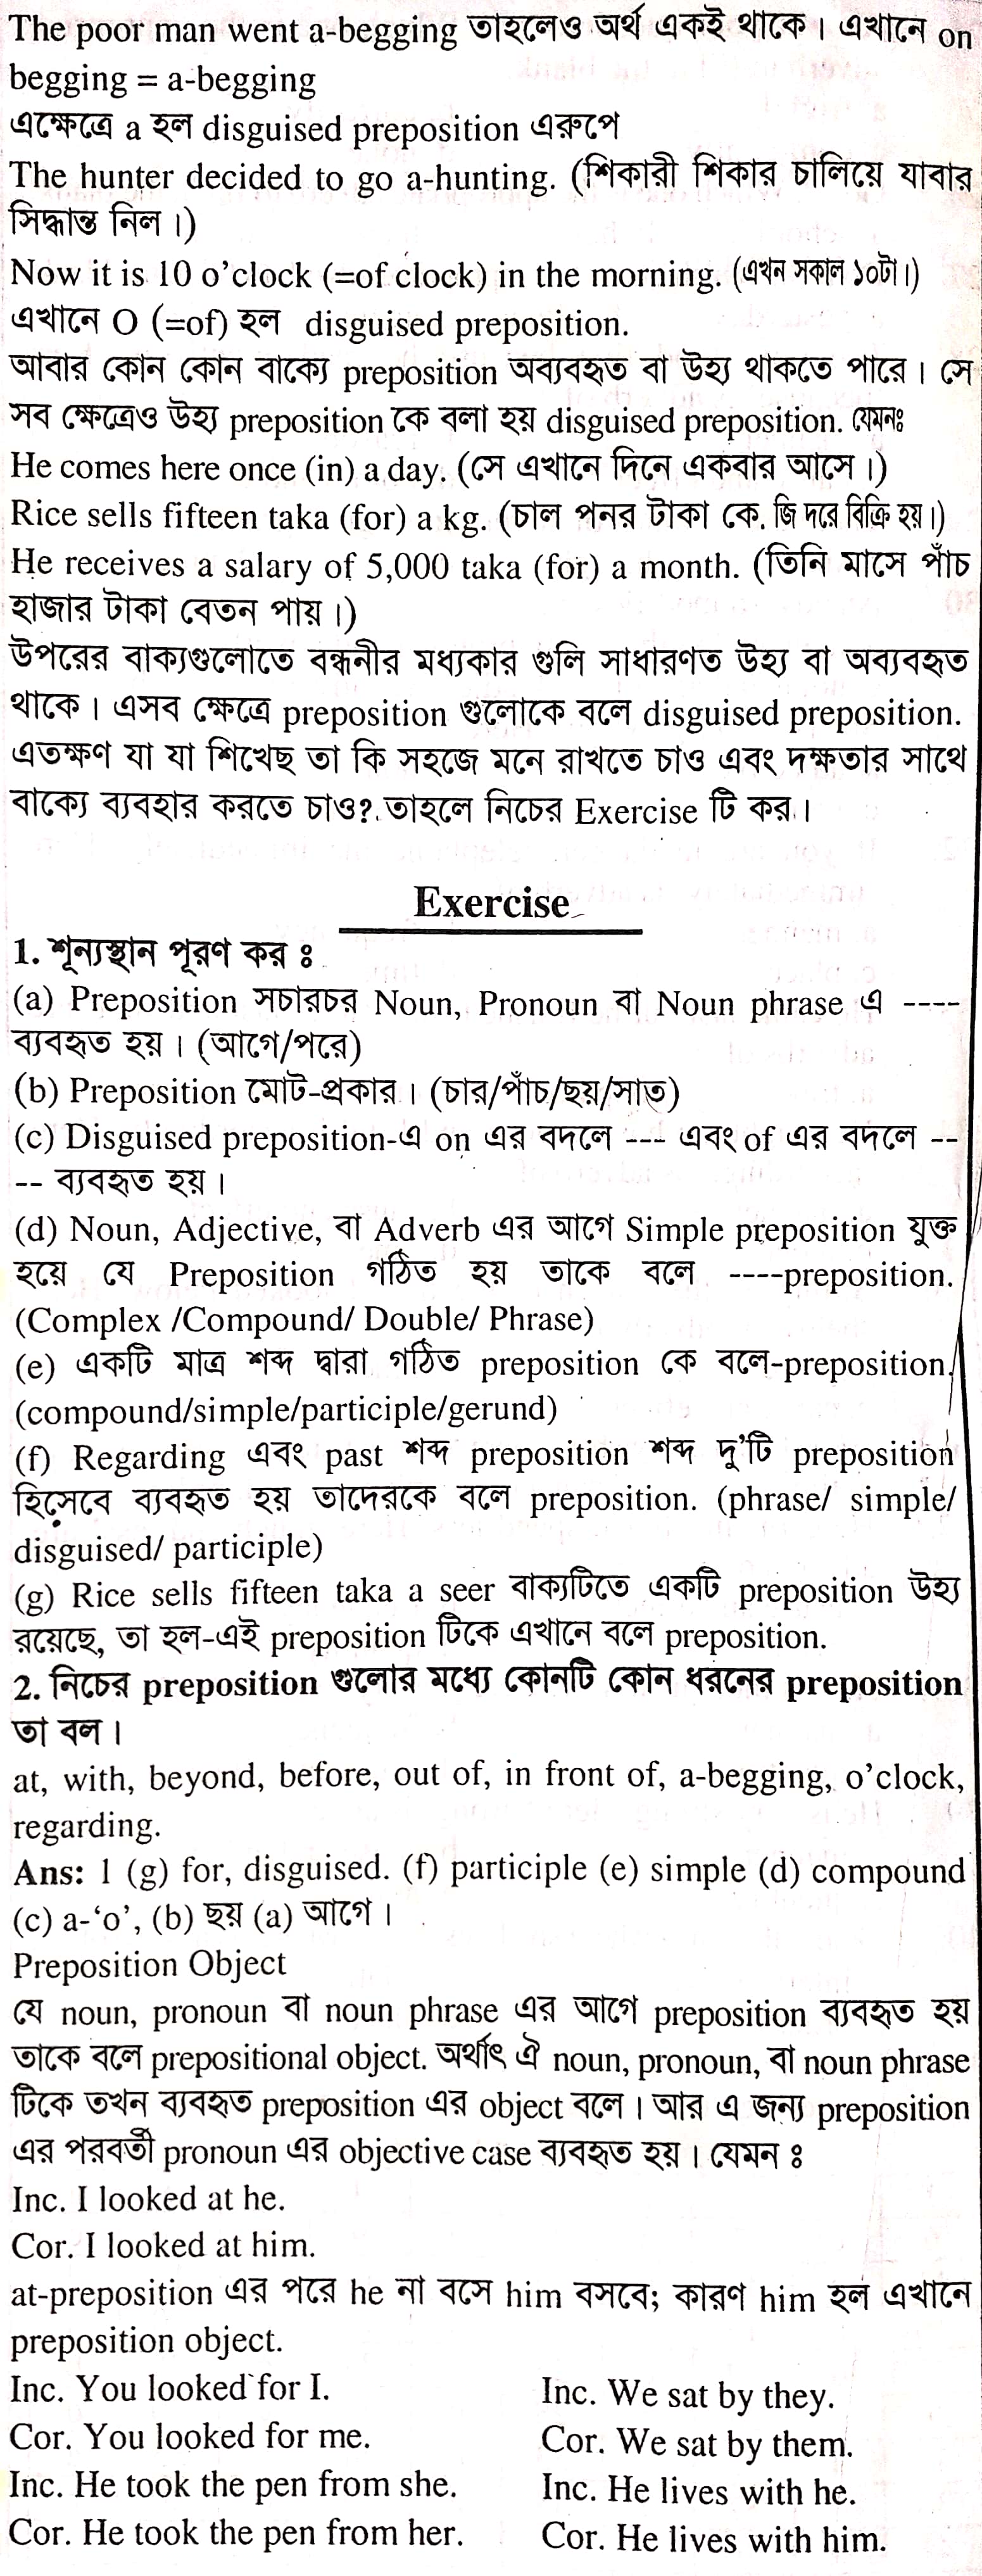 The poor man went a-begging তাহলেও অর্থ একই থাকে। এখানে on
begging = a-begging
এক্ষেত্রে a হল disguised preposition এরুপে
The hunter decided to go a-hunting. (শিকারী শিকার চালিয়ে যাবার
সিদ্ধান্ত নিল।)
Now it is 10 o’clock (=of clock) in the morning. (এখন সকাল ১০টা।)
এখানে O (=of) হল disguised preposition.
আবার কোন কোন বাক্যে preposition অব্যবহৃত বা উহ্য থাকতে পারে। সে
সব ক্ষেত্রেও উহ্য preposition কে বলা হয় disguised preposition. যেমনঃ
He comes here once (in) a day. (সে এখানে দিনে একবার আসে।)
Rice sells fifteen taka (for) a kg. (চাল পনর টাকা কে. জি দরে বিক্রি হয়।)
He receives a salary of 5,000 taka (for) a month. (তিনি মাসে পাঁচ
হাজার টাকা বেতন পায়।)
উপরের বাক্যগুলোতে বন্ধনীর মধ্যকার গুলি সাধারণত উহ্য বা অব্যবহৃত
থাকে। এসব ক্ষেত্রে preposition গুলোকে বলে disguised preposition.
এতক্ষণ যা যা শিখেছ তা কি সহজে মনে রাখতে চাও এবং দক্ষতার সাথে
বাক্যে ব্যবহার করতে চাও? তাহলে নিচের Exercise টি কর।
Exercise
1. শূন্যস্থান পূরণ কর ঃ
(a) Preposition সচারচর Noun, Pronoun বা Noun phrase এ ----
ব্যবহৃত হয়। (আগে/পরে)
(b) Preposition মোট-প্রকার। (চার/পাঁচ/ছয়/সাত)
(c) Disguised preposition-এ on এর বদলে --- এবং of এর বদলে --
-- ব্যবহৃত হয়।
(d) Noun, Adjective, বা Adverb এর আগে Simple preposition যুক্ত
হয়ে যে Preposition গঠিত হয় তাকে বলে ----preposition.
(Complex /Compound/ Double/ Phrase)
(e) একটি মাত্র শব্দ দ্বারা গঠিত preposition কে বলে-preposition.
(compound/simple/participle/gerund)
(f) Regarding এবং past শব্দ preposition শব্দ দু’টি preposition
হিসেবে ব্যবহৃত হয় তাদেরকে বলে preposition. (phrase/ simple/
disguised/ participle)
(g) Rice sells fifteen taka a seer বাক্যটিতে একটি preposition উহ্য
রয়েছে, তা হল-এই preposition টিকে এখানে বলে preposition.
2. নিচের preposition গুলোর মধ্যে কোনটি কোন ধরনের preposition
তা বল।
at, with, beyond, before, out of, in front of, a-begging, o’clock,
regarding.
Ans: 1 (g) for, disguised. (f) participle (e) simple (d) compound
(c) a-‘o’, (b) ছয় (a) আগে।
Preposition Object
যে noun, pronoun বা noun phrase এর আগে preposition ব্যবহৃত হয়
তাকে বলে prepositional object. অর্থাৎ ঐ noun, pronoun, বা noun phrase
টিকে তখন ব্যবহৃত preposition এর object বলে। আর এ জন্য preposition
এর পরবর্তী pronoun এর objective case ব্যবহৃত হয়। যেমন ঃ
Inc. I looked at he.
Cor. I looked at him.
at-preposition এর পরে he না বসে him বসবে; কারণ him হল এখানে
preposition object.
Inc. You looked for I.
Cor. You looked for me.
Inc. He took the pen from she.
Cor. He took the pen from her.
Inc. We sat by they.
Cor. We sat by them.
Inc. He lives with he.
Cor. He lives with him.